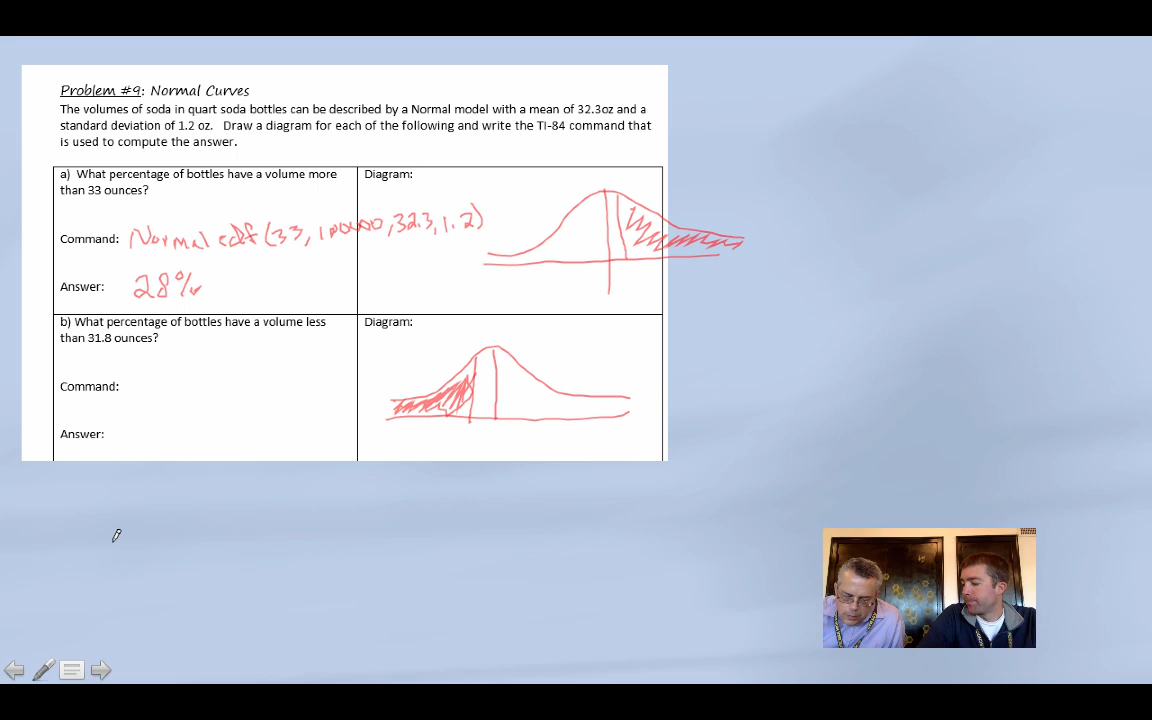 Problem #9: Normal Curves
The volumes of soda in quart soda bottles can be described by a Normal model with a mean of 32.3oz and a
standard deviation of 1.2 oz.   Draw a diagram for each of the following and write the Ti-84 command that
is used to compute the answer.
a)  What percentage of bottles have a volume more
than 33 ounces?
Diagram:
Command: Normal cdf (33, 100000, 32.3, 1.2)
Answer: 28%
b) What percentage of bottles have a volume less
than 31.8 ounces?
Diagram:
Command:
Answer: